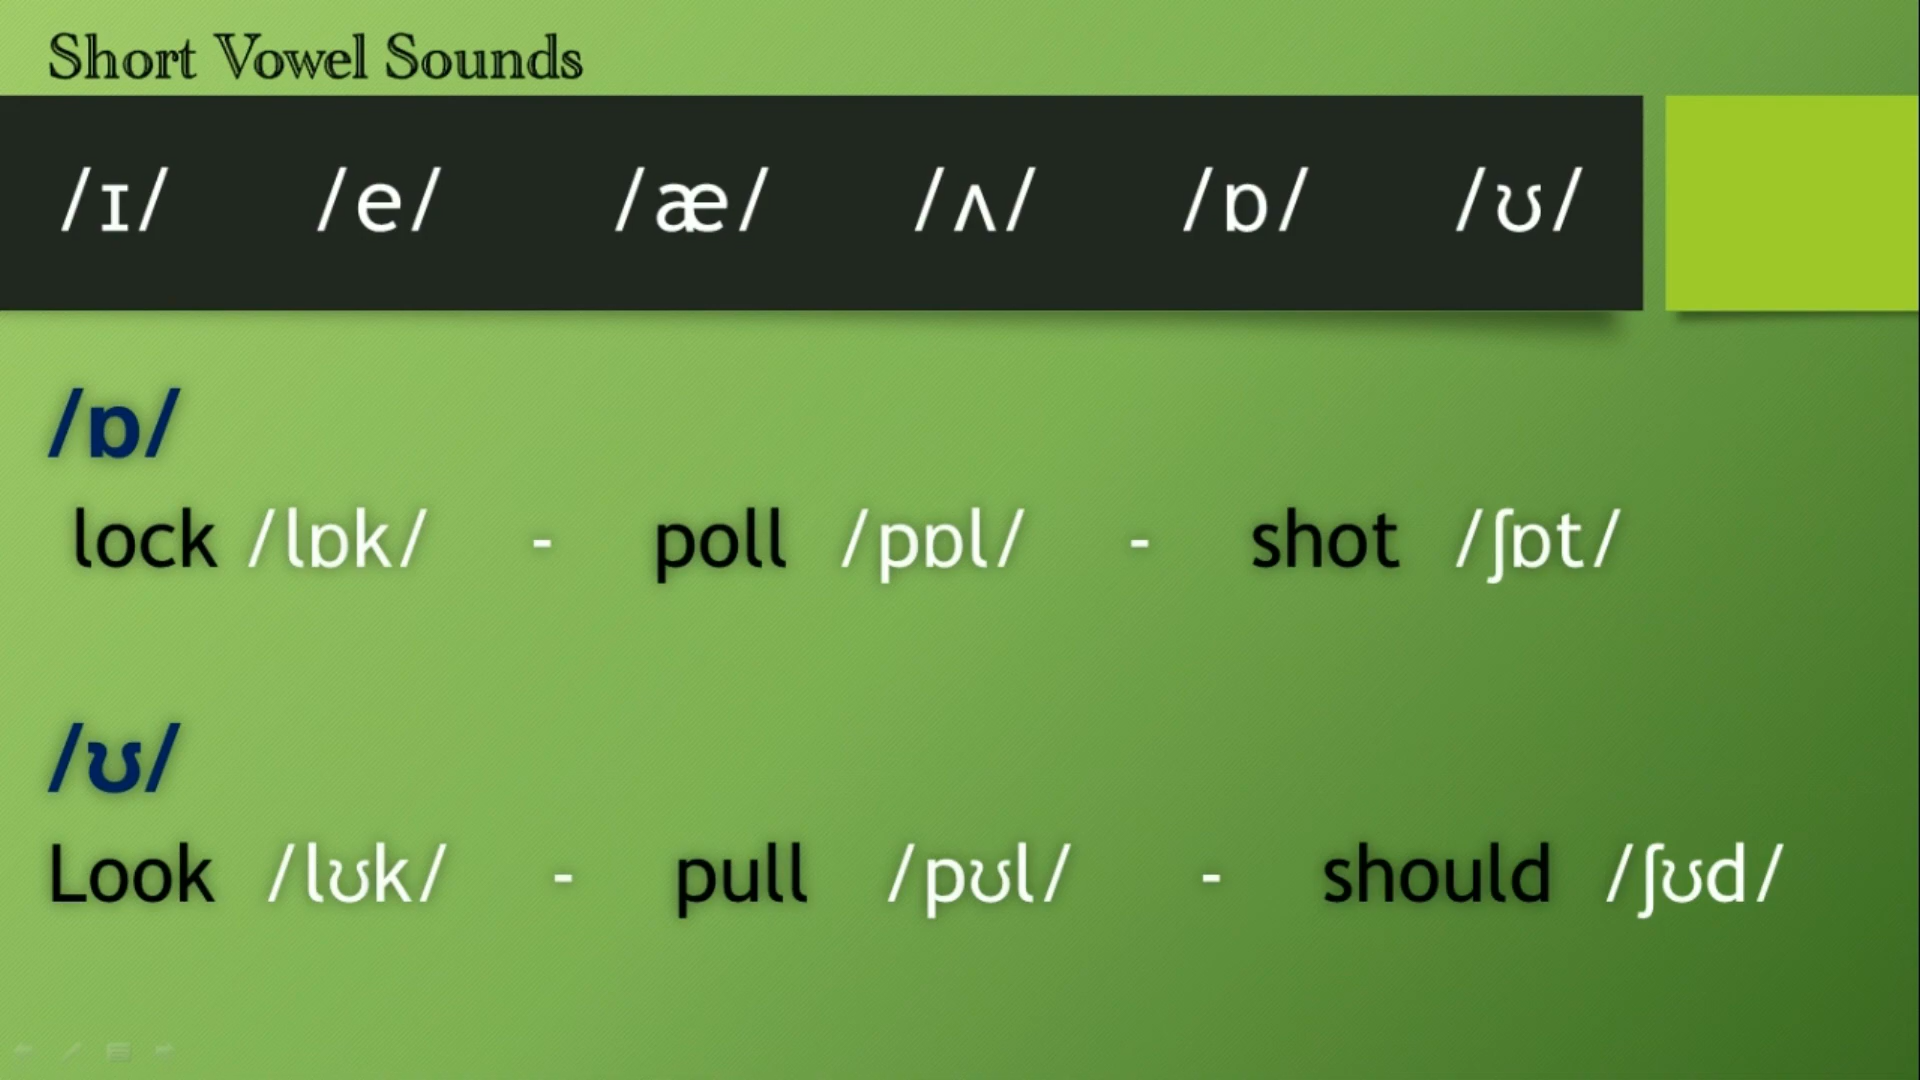 Short Vowel Sounds
/ɪ/ /e/ /æ/ /ʌ/ /ɒ/ /ʊ/
/ɒ/
lock /lɒk/ - poll /pɒl/ - shot /ʃɒt/
/ʊ/
Look /lʊk/ - pull /pʊl/ - should /ʃʊd/